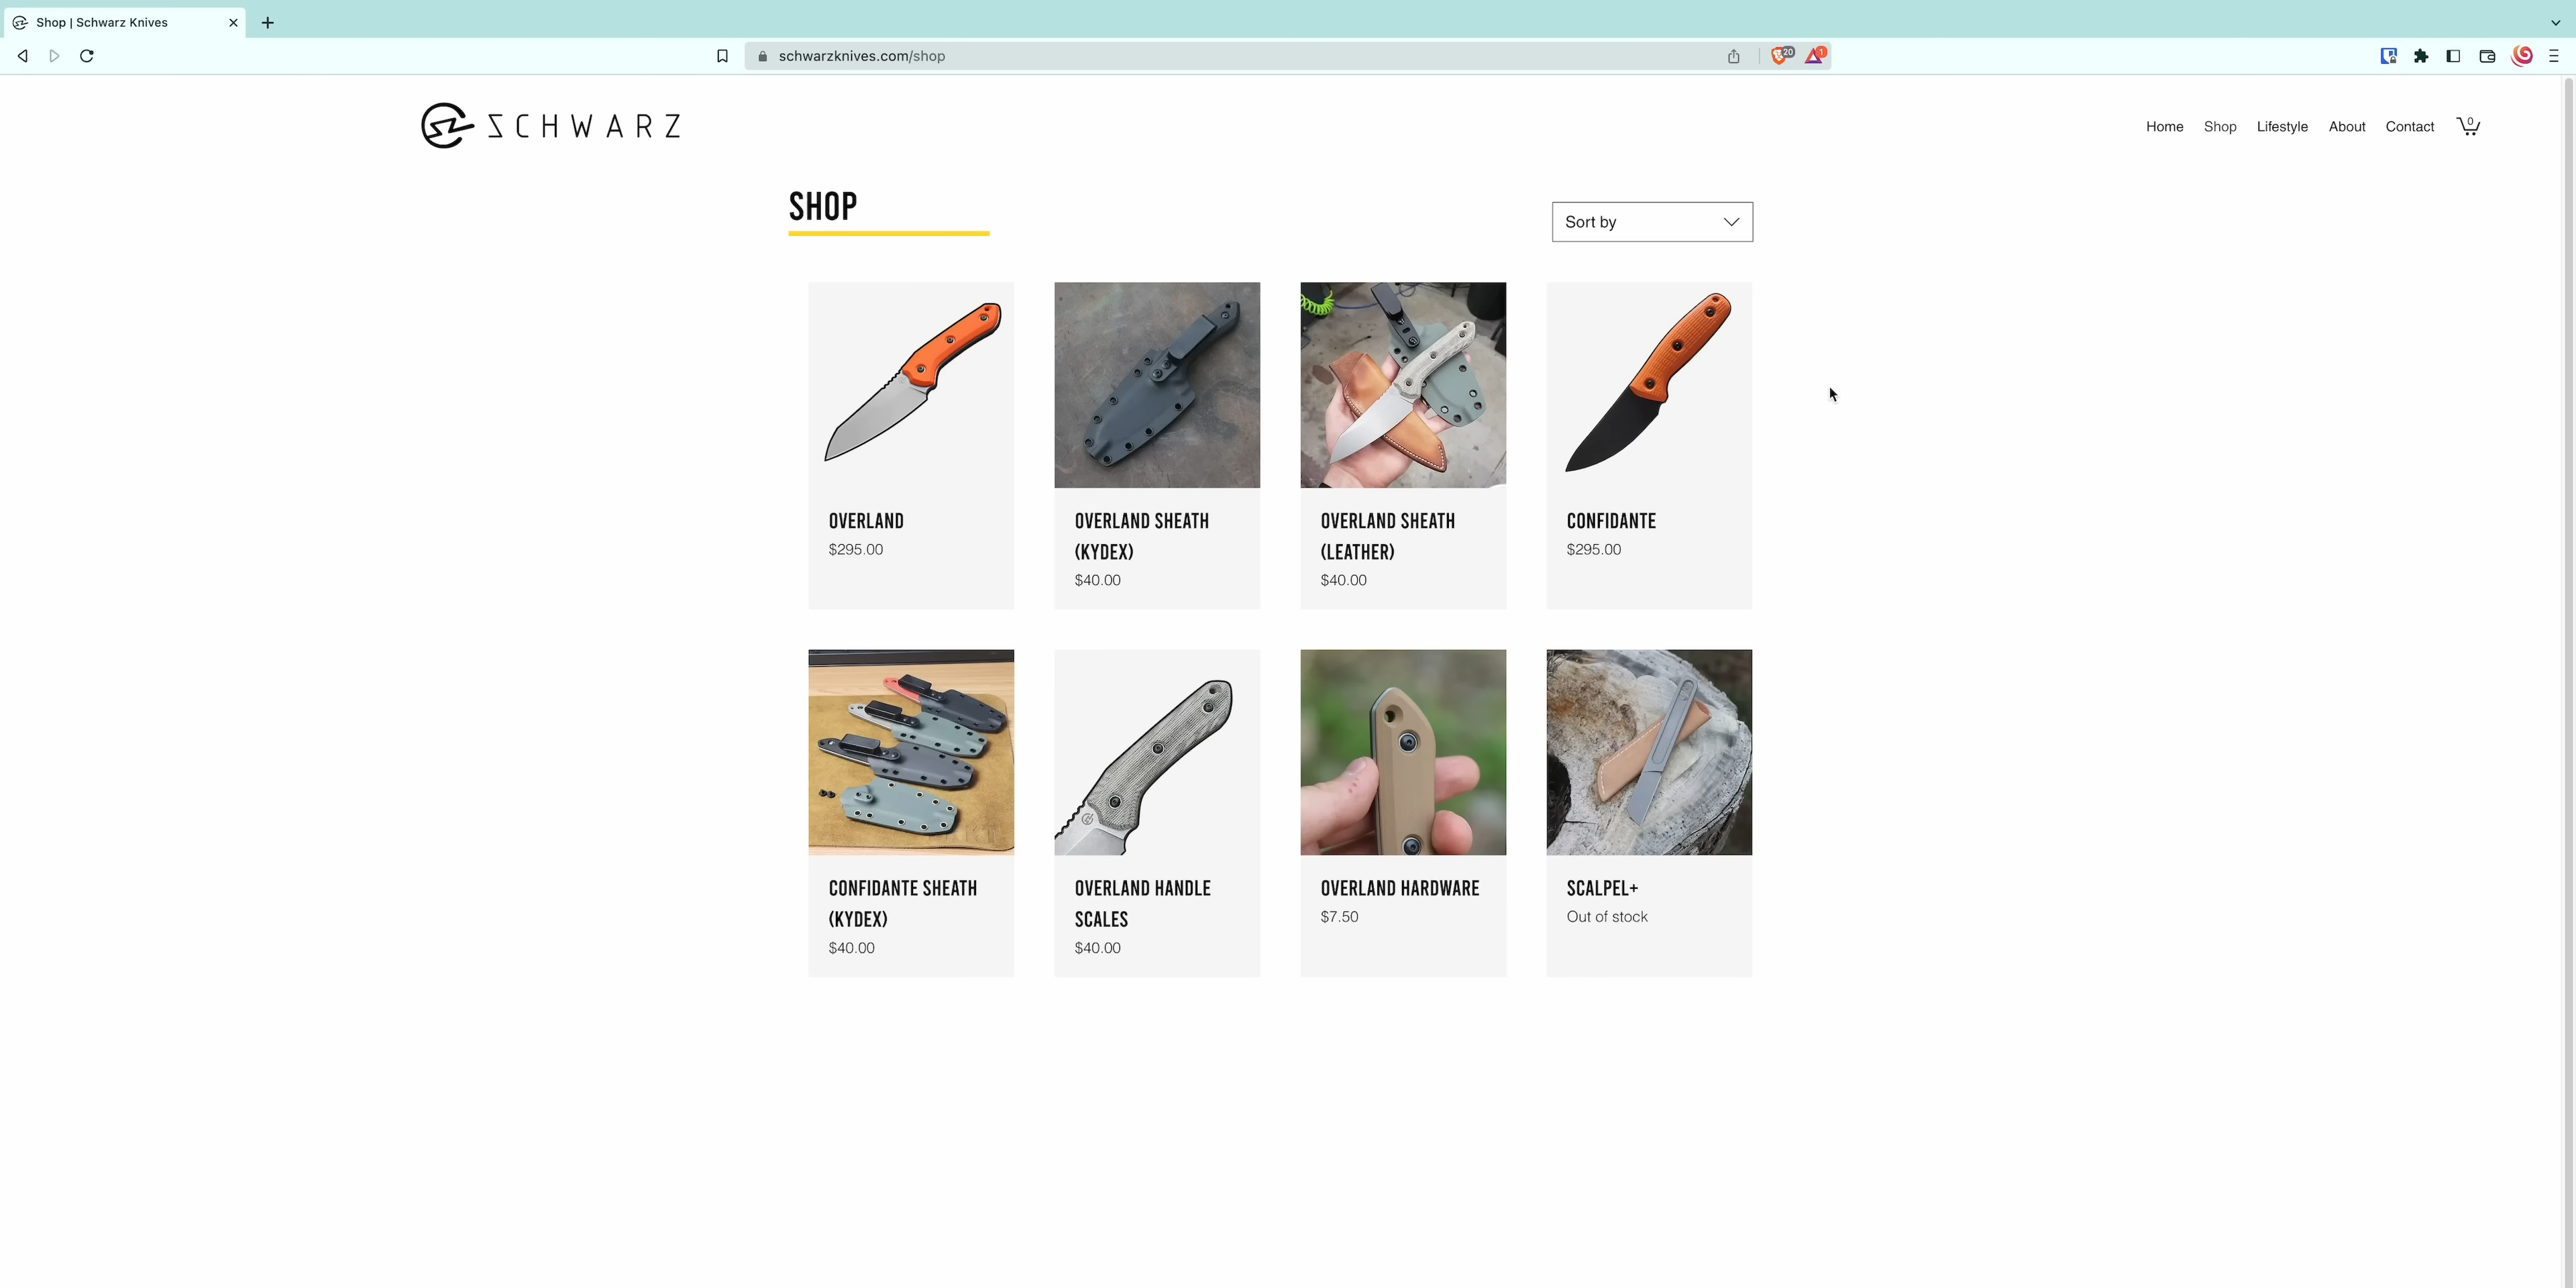 Shop | Schwarz Knives
schwarzknives.com/shop
20
1
SCHWARZ
Home Shop Lifestyle About Contact 0
SHOP
Sort by
OVERLAND
$295.00
OVERLAND SHEATH
(KYDEX)
$40.00
OVERLAND SHEATH
(LEATHER)
$40.00
CONFIDANTE
$295.00
CONFIDANTE SHEATH
(KYDEX)
$40.00
OVERLAND HANDLE
SCALES
$40.00
OVERLAND HARDWARE
$7.50
SCALPEL+
Out of stock